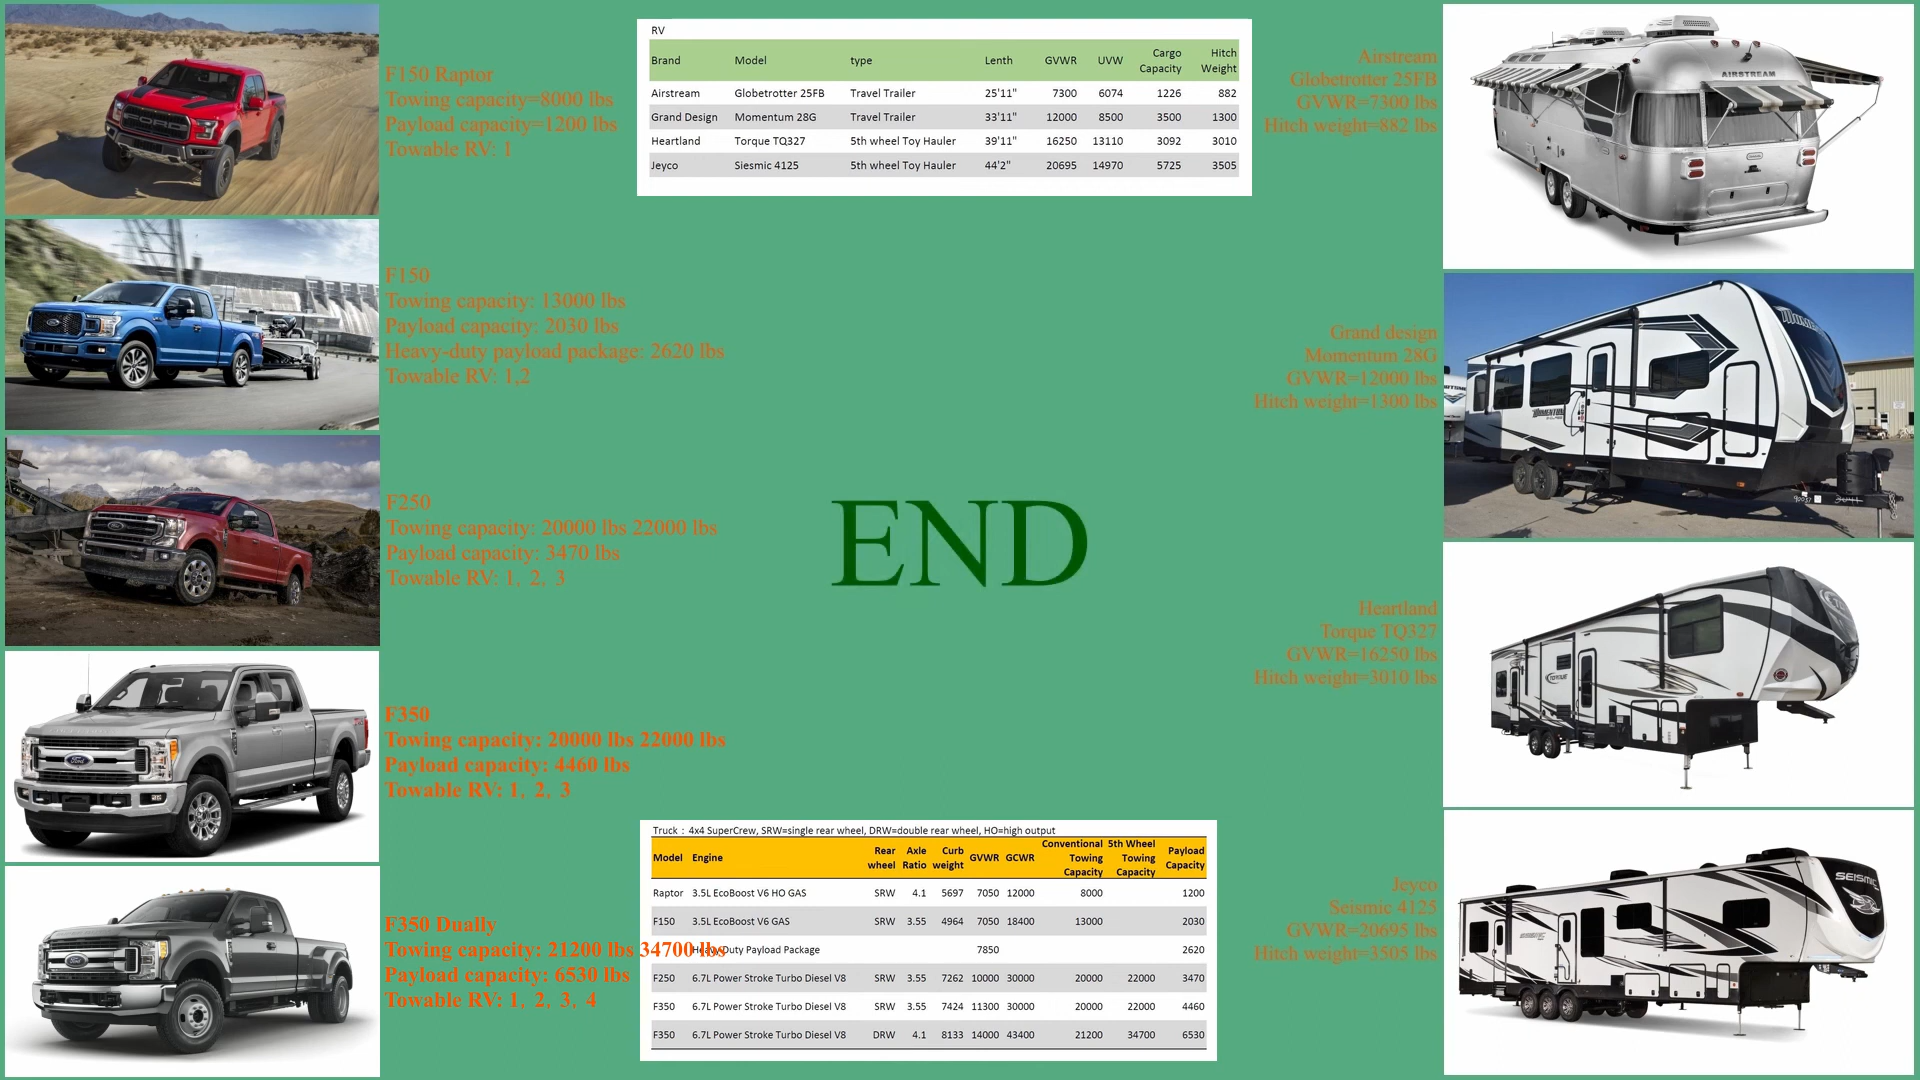 F150 Raptor
Towing capacity=8000 lbs
Payload capacity=1200 lbs
Towable RV: 1
F150
Towing capacity: 13000 lbs
Payload capacity: 2030 lbs
Heavy-duty payload package: 2620 lbs
Towable RV: 1,2
F250
Towing capacity: 20000 lbs 22000 lbs
Payload capacity: 3470 lbs
Towable RV: 1, 2, 3
F350
Towing capacity: 20000 lbs 22000 lbs
Payload capacity: 4460 lbs
Towable RV: 1, 2, 3
F350 Dually
Towing capacity: 21200 lbs 34700 lbs
Payload capacity: 6530 lbs
Towable RV: 1, 2, 3, 4
RV
Brand Model type Lenth GVWR UVW Cargo Capacity Hitch Weight
Airstream Globetrotter 25FB Travel Trailer 25'11" 7300 6074 1226 882
Grand Design Momentum 28G Travel Trailer 33'11" 12000 8500 3500 1300
Heartland Torque TQ327 5th wheel Toy Hauler 39'11" 16250 13110 3092 3010
Jeyco Siesmic 4125 5th wheel Toy Hauler 44'2" 20695 14970 5725 3505
END
Truck : 4x4 SuperCrew, SRW=single rear wheel, DRW=double rear wheel, HO=high output
Model Engine Rear wheel Axle Ratio Curb weight GVWR GCWR Conventional Towing Capacity 5th Wheel Towing Capacity Payload Capacity
Raptor 3.5L EcoBoost V6 HO GAS SRW 4.1 5697 7050 12000 8000 1200
F150 3.5L EcoBoost V6 GAS SRW 3.55 4964 7050 18400 13000 2030
Heavy-Duty Payload Package 7850 2620
F250 6.7L Power Stroke Turbo Diesel V8 SRW 3.55 7262 10000 30000 20000 22000 3470
F350 6.7L Power Stroke Turbo Diesel V8 SRW 3.55 7424 11300 30000 20000 22000 4460
F350 6.7L Power Stroke Turbo Diesel V8 DRW 4.1 8133 14000 43400 21200 34700 6530
Airstream
Globetrotter 25FB
GVWR=7300 lbs
Hitch weight=882 lbs
Grand design
Momentum 28G
GVWR=12000 lbs
Hitch weight=1300 lbs
Heartland
Torque TQ327
GVWR=16250 lbs
Hitch weight=3010 lbs
Jeyco
Seismic 4125
GVWR=20695 lbs
Hitch weight=3505 lbs
FORD
Ford
AIRSTREAM
MOMENTUM
TORQUE
SEISMIC